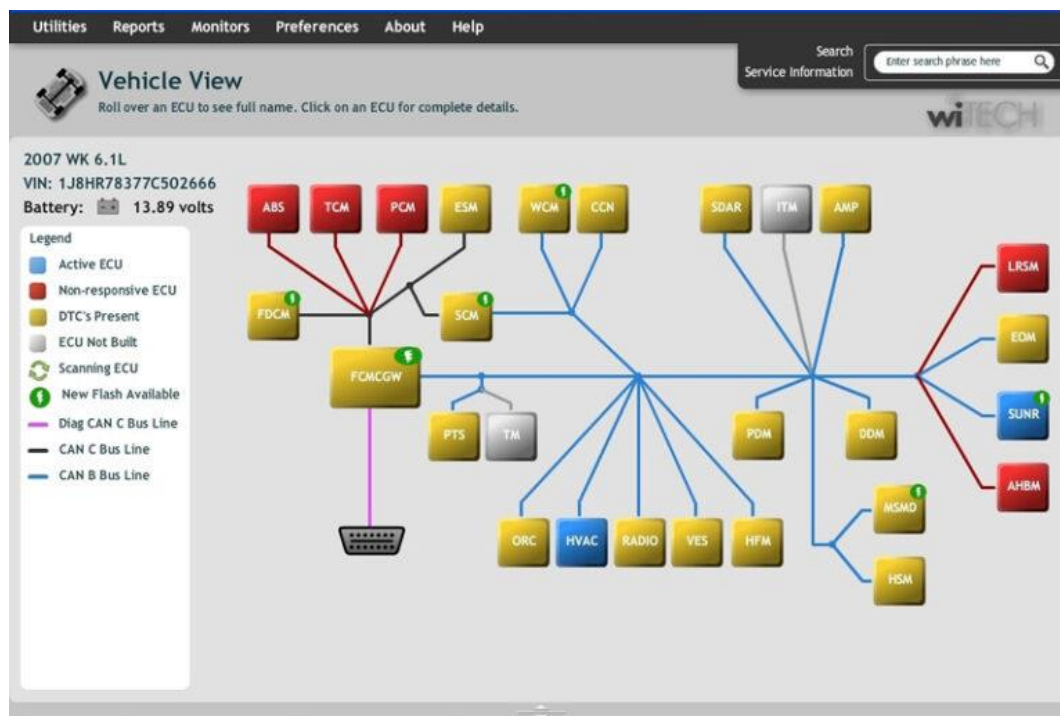 Utilities Reports Monitors Preferences About Help
Search
Service Information
Enter search phrase here
Vehicle View
Roll over an ECU to see full name. Click on an ECU for complete details.
wiTECH
2007 WK 6.1L
VIN: 1J8HR78377C502666
Battery: 13.89 volts
Legend
Active ECU
Non-responsive ECU
DTC's Present
ECU Not Built
Scanning ECU
New Flash Available
Diag CAN C Bus Line
CAN C Bus Line
CAN B Bus Line
ABS TCM PCM ESM WCM CCN SDAR ITM AMP
LRSM
FDCM SCM
EOM
FCMCGW
SUNR
PTS TM PDM DDM
AHBM
MSMD
ORC HVAC RADIO VES HFM
HSM